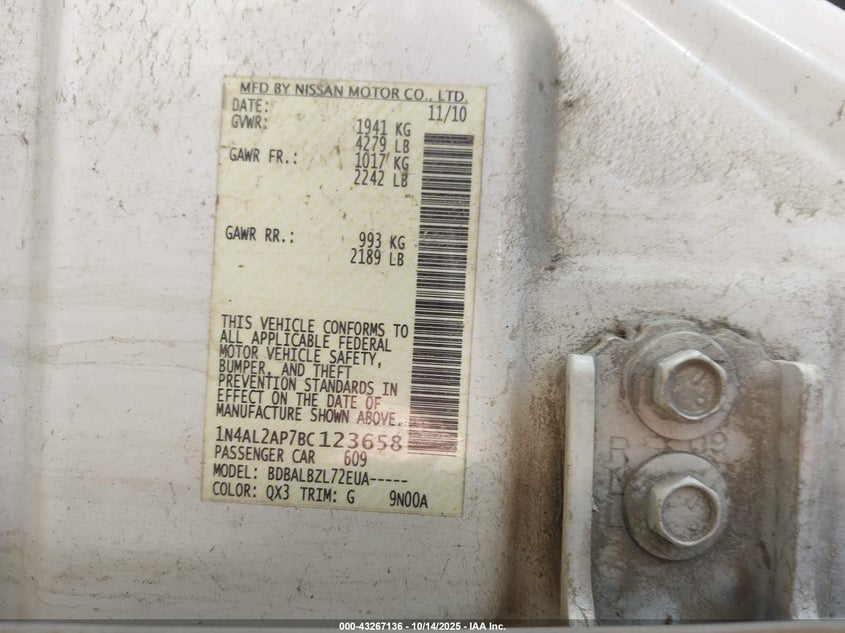 MFD BY NISSAN MOTOR CO., LTD.
DATE: 11/10
GVWR: 1941 KG
4279 LB
GAWR FR.: 1017 KG
2242 LB
GAWR RR.: 993 KG
2189 LB
THIS VEHICLE CONFORMS TO
ALL APPLICABLE FEDERAL
MOTOR VEHICLE SAFETY,
BUMPER, AND THEFT
PREVENTION STANDARDS IN
EFFECT ON THE DATE OF
MANUFACTURE SHOWN ABOVE.
1N4AL2AP7BC123658
PASSENGER CAR 609
MODEL: BDBALBZL72EUA-----
COLOR: QX3 TRIM: G 9N00A
000-43267136 - 10/14/2025 - IAA Inc.